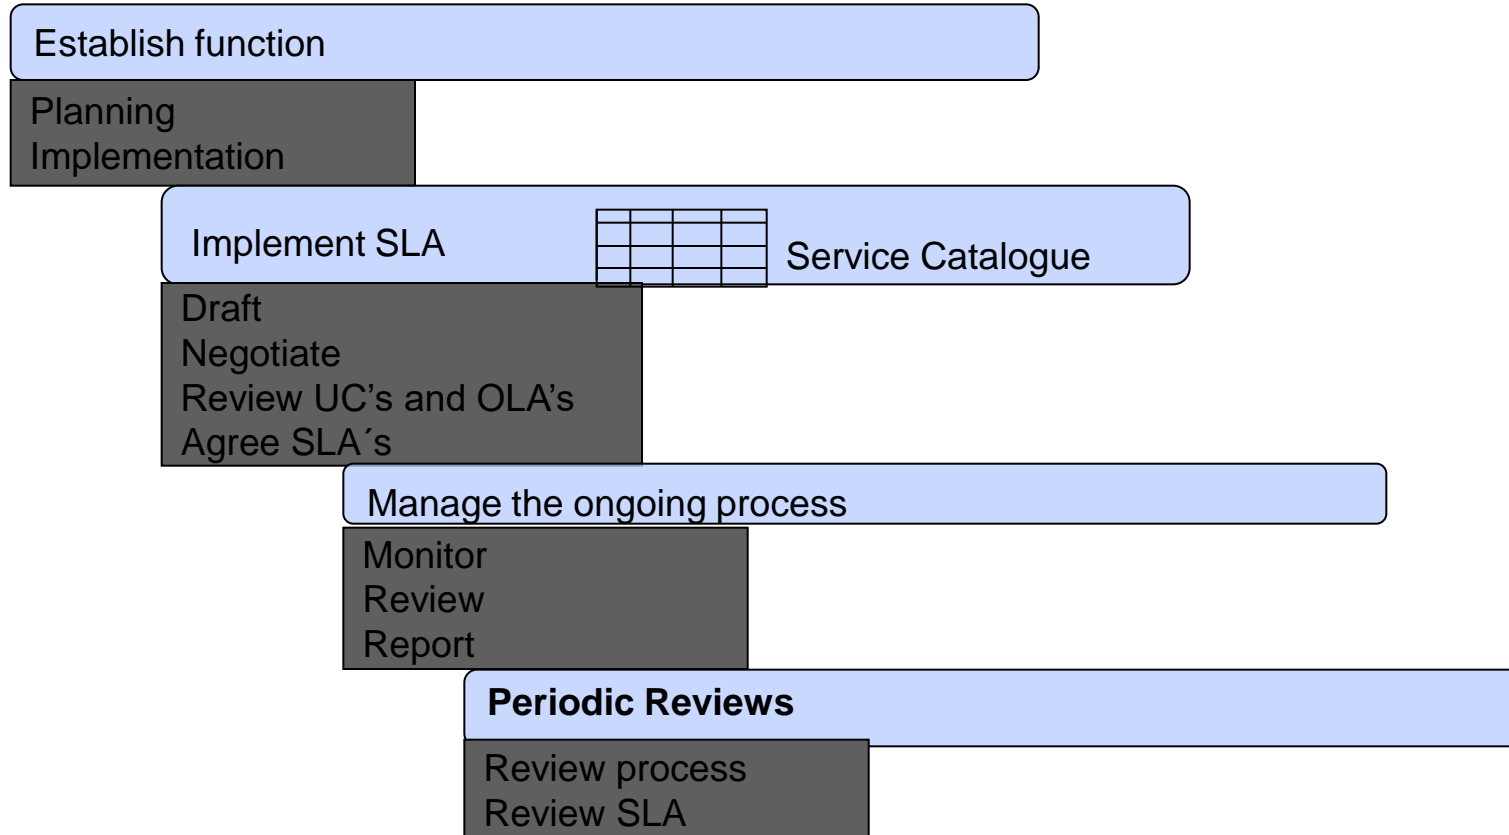 Establish function
Planning
Implementation
Implement SLA
Service Catalogue
Draft
Negotiate
Review UC’s and OLA’s
Agree SLA´s
Manage the ongoing process
Monitor
Review
Report
Periodic Reviews
Review process
Review SLA